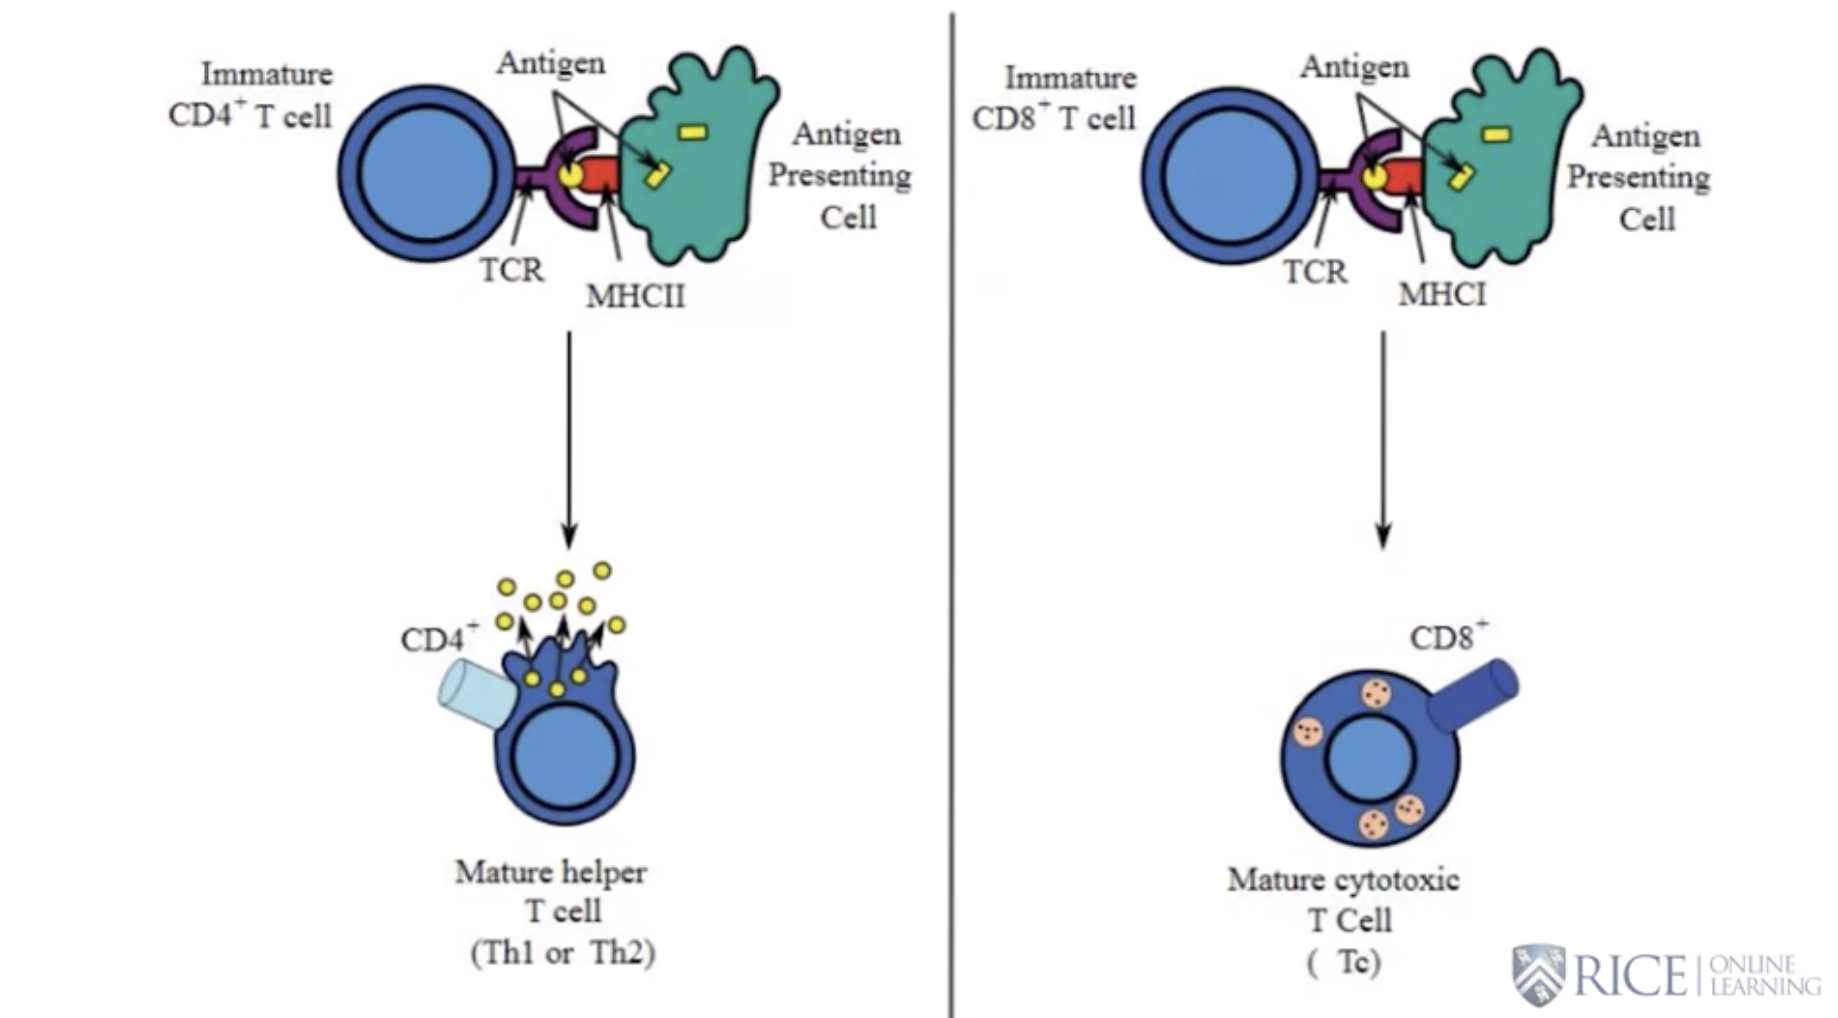 Immature
CD4+ T cell
Antigen
Antigen
Presenting
Cell
TCR
MHCII
CD4+
Mature helper
T cell
(Th1 or Th2)
Immature
CD8+ T cell
Antigen
Antigen
Presenting
Cell
TCR
MHCI
CD8+
Mature cytotoxic
T Cell
( Tc)
RICE
ONLINE
LEARNING